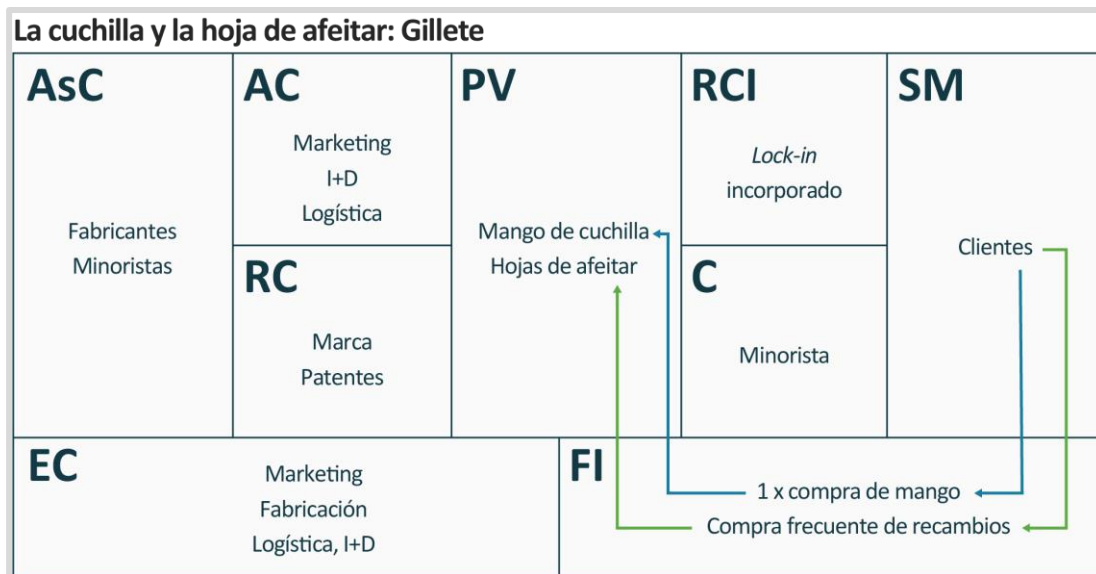 La cuchilla y la hoja de afeitar: Gillete
AsC
Fabricantes
Minoristas
AC
Marketing
I+D
Logística
RC
Marca
Patentes
PV
Mango de cuchilla
Hojas de afeitar
RCI
Lock-in
incorporado
C
Minorista
SM
Clientes
EC
Marketing
Fabricación
Logística, I+D
FI
1 x compra de mango
Compra frecuente de recambios